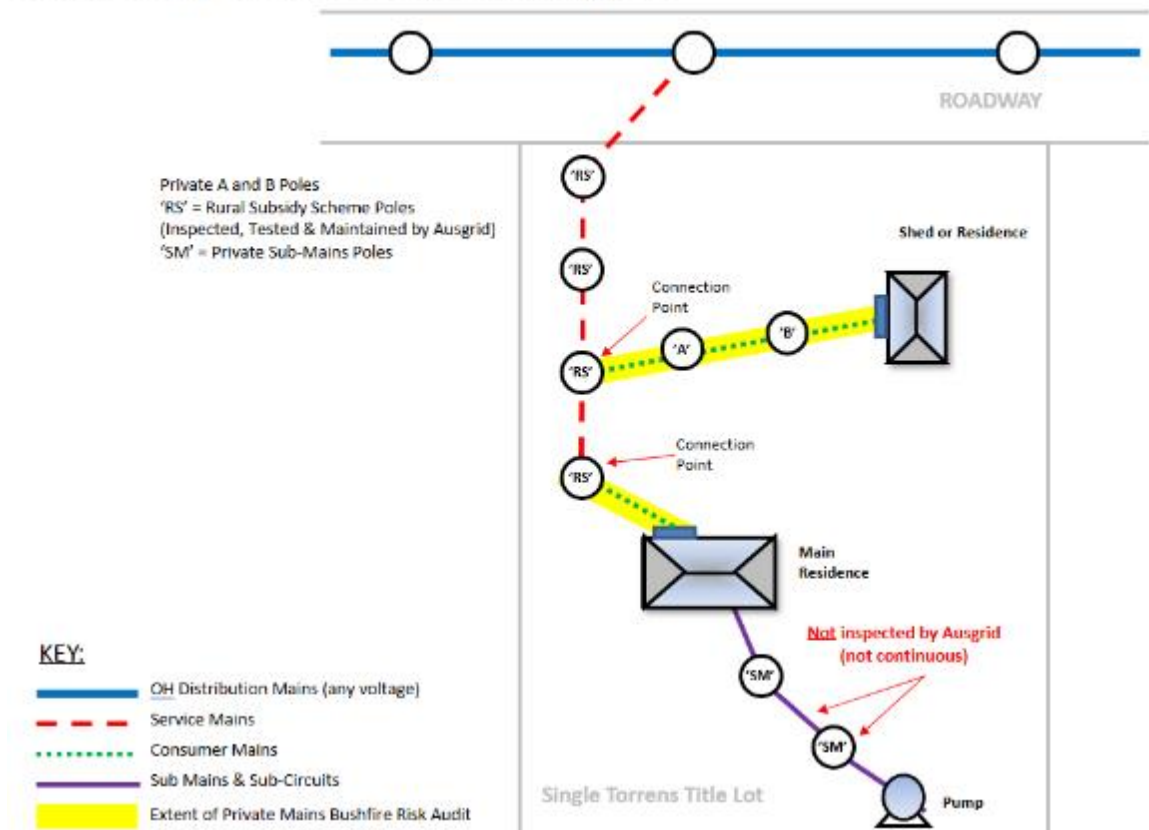 ROADWAY
Private A and B Poles
'RS' = Rural Subsidy Scheme Poles
(Inspected, Tested & Maintained by Ausgrid)
'SM' = Private Sub-Mains Poles
'RS'
'RS'
Shed or Residence
Connection
Point
'A'
'B'
'RS'
Connection
Point
'RS'
Main
Residence
Not inspected by Ausgrid
(not continuous)
'SM'
'SM'
Pump
Single Torrens Title Lot
KEY:
OH Distribution Mains (any voltage)
Service Mains
Consumer Mains
Sub Mains & Sub-Circuits
Extent of Private Mains Bushfire Risk Audit